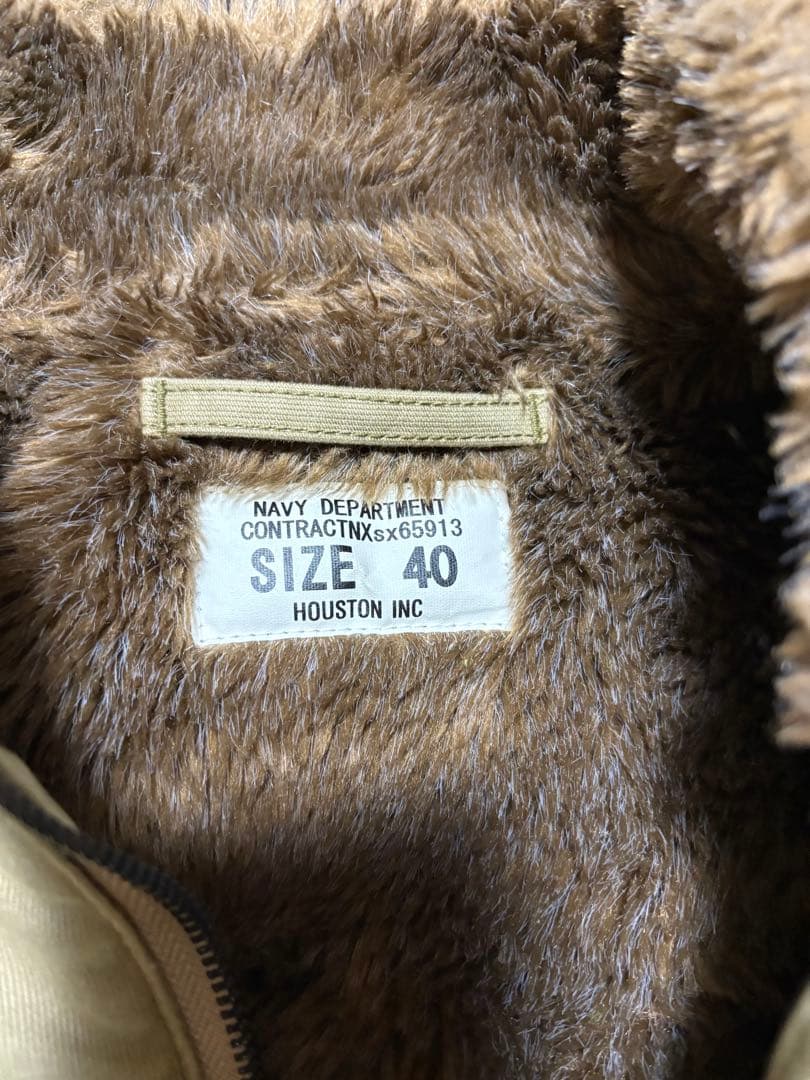 NAVY DEPARTMENT
CONTRACTNXsx65913
SIZE 40
HOUSTON INC